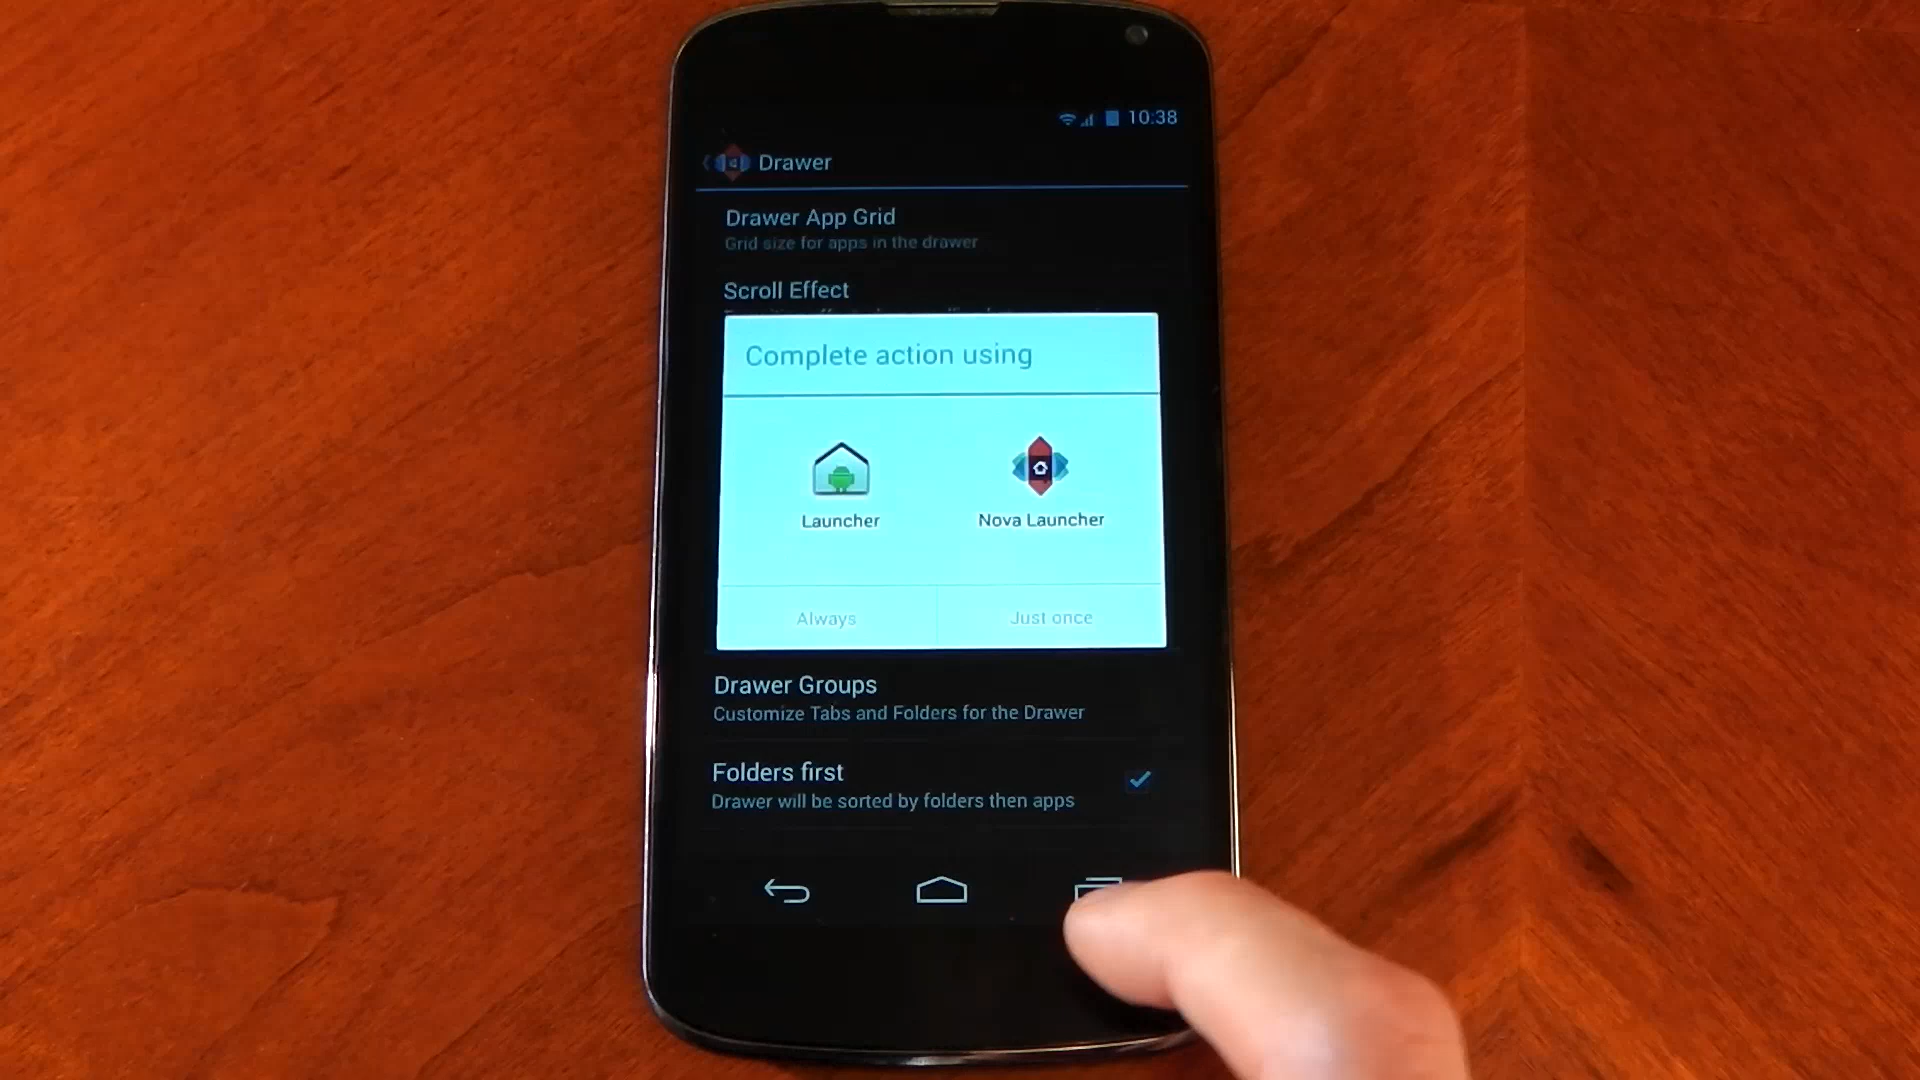 10:38
Drawer
Drawer App Grid
Grid size for apps in the drawer
Scroll Effect
Complete action using
Launcher
Nova Launcher
Always
Just once
Drawer Groups
Customize Tabs and Folders for the Drawer
Folders first
Drawer will be sorted by folders then apps